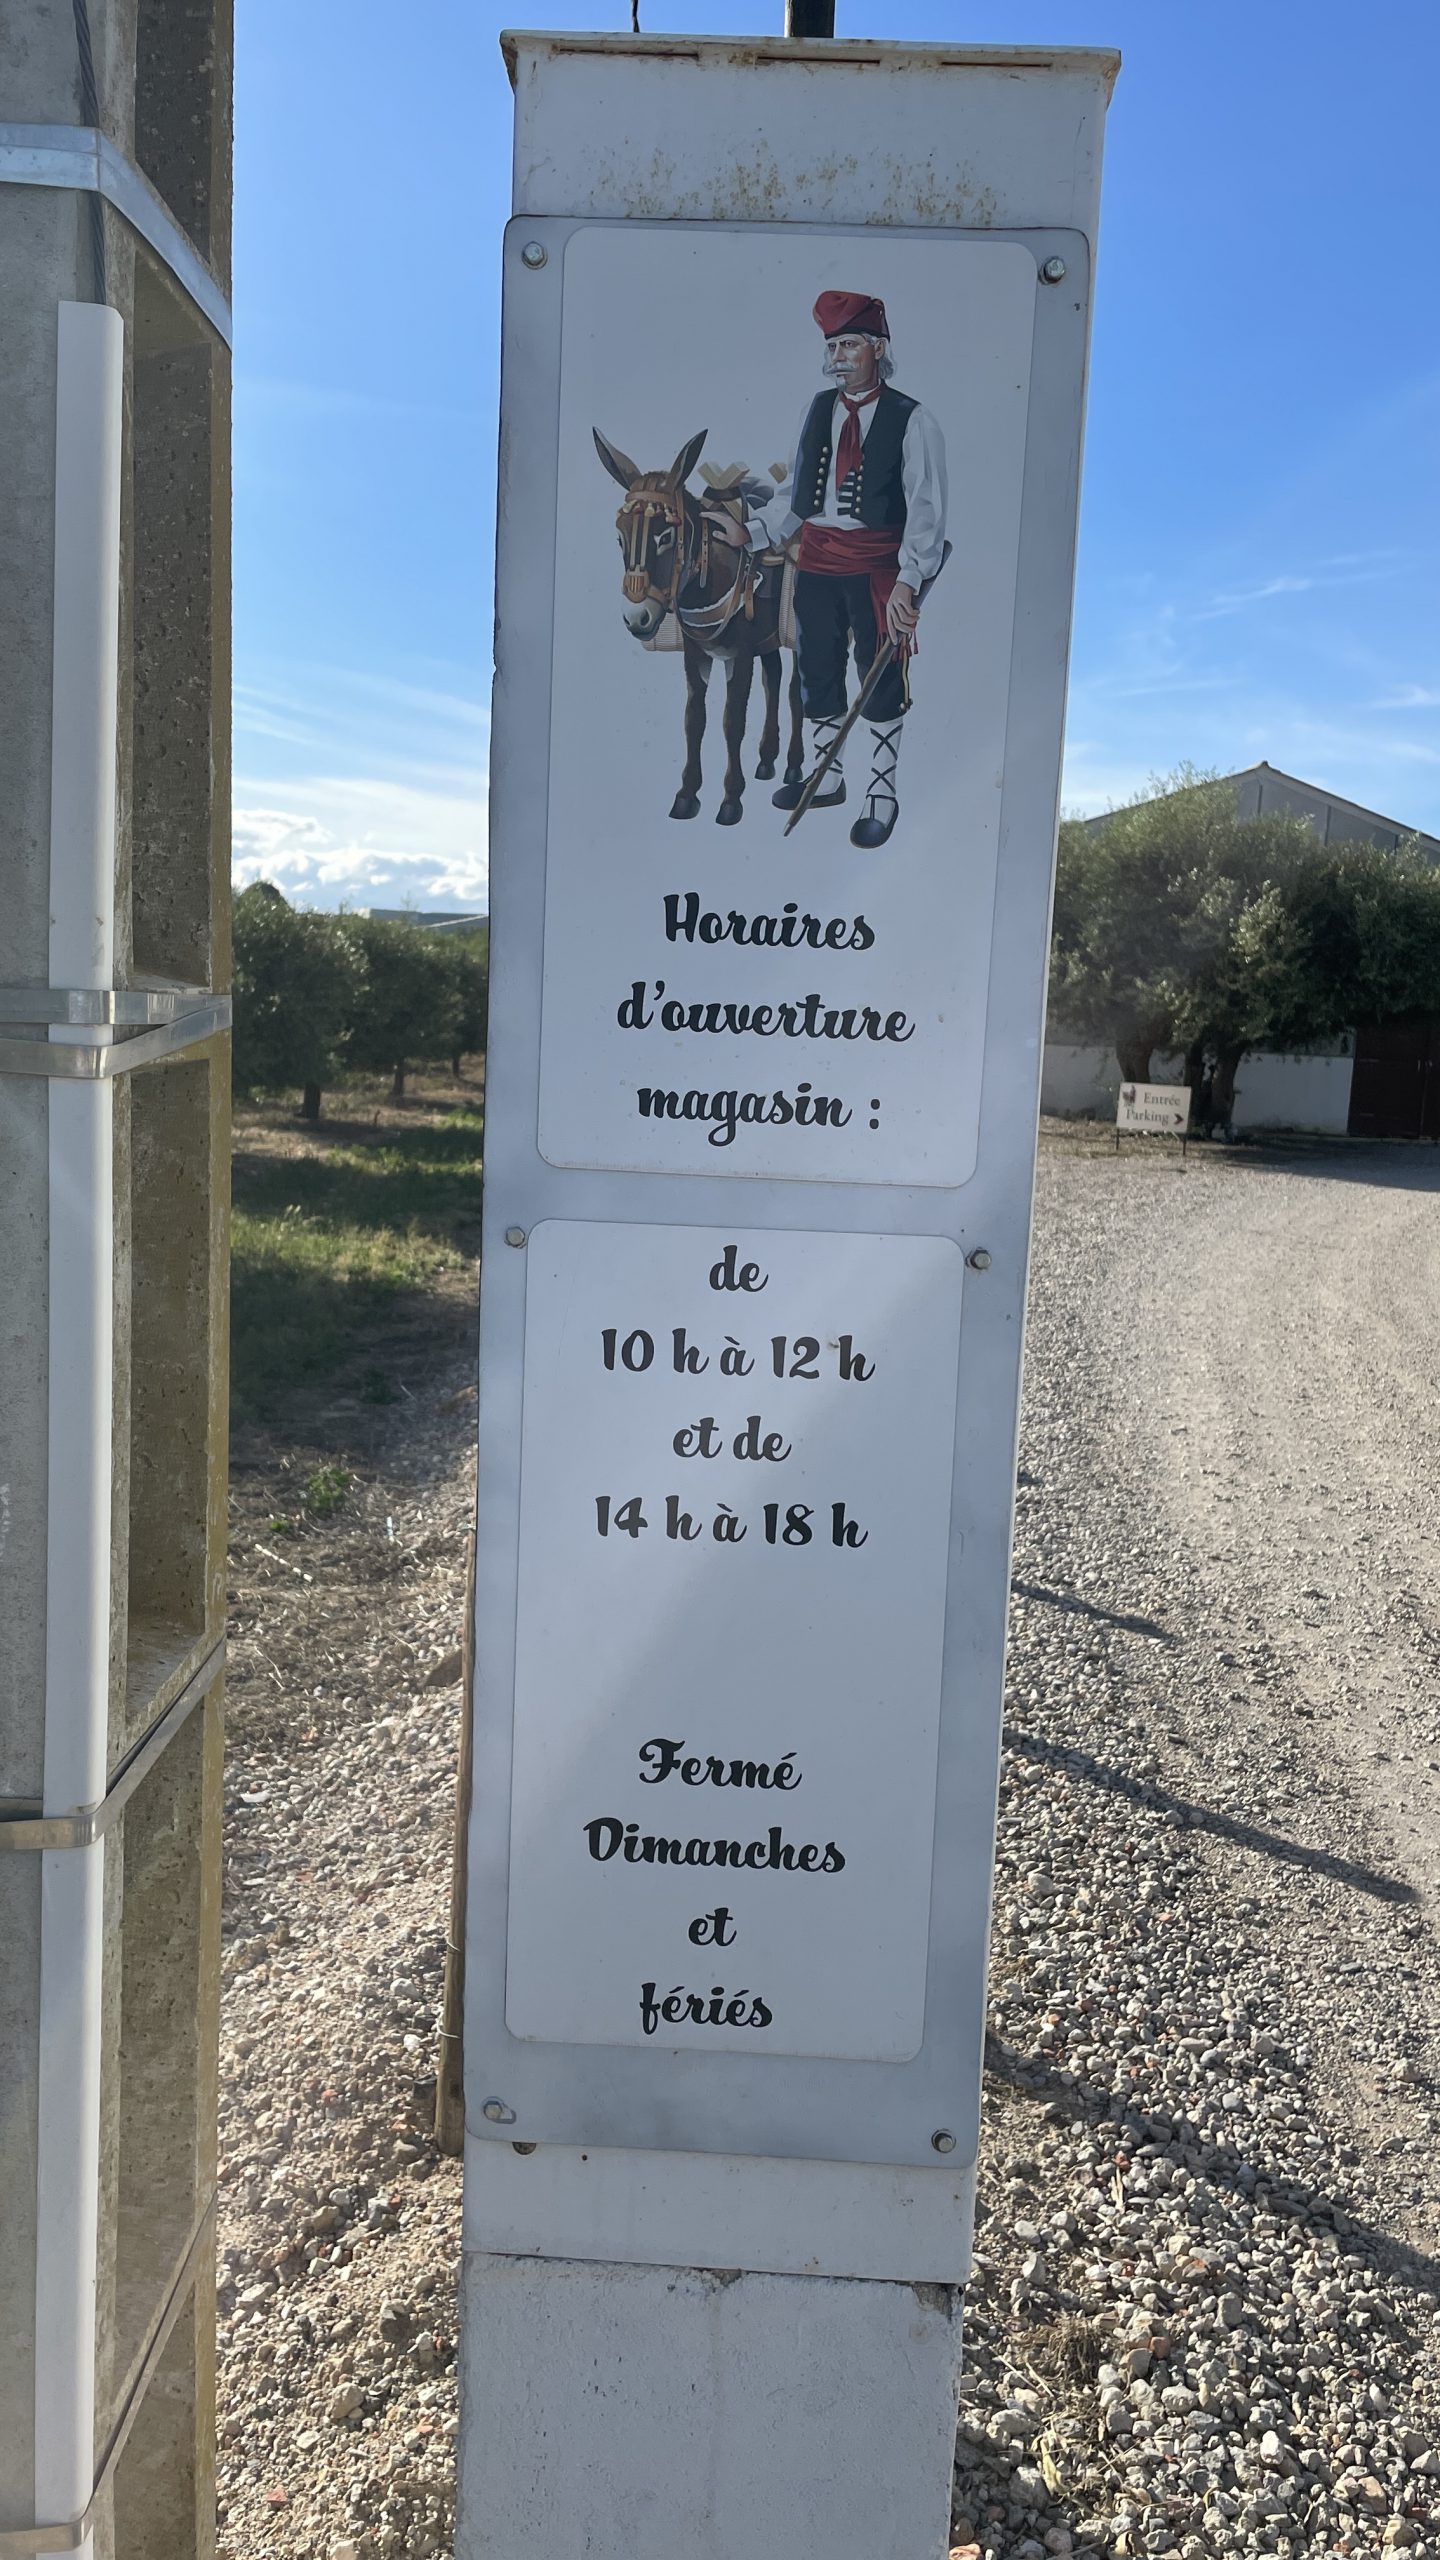 Horaires
d'ouverture
magasin :
de
10 h à 12 h
et de
14 h à 18 h
Fermé
Dimanches
et
fériés
Entrée
Parking